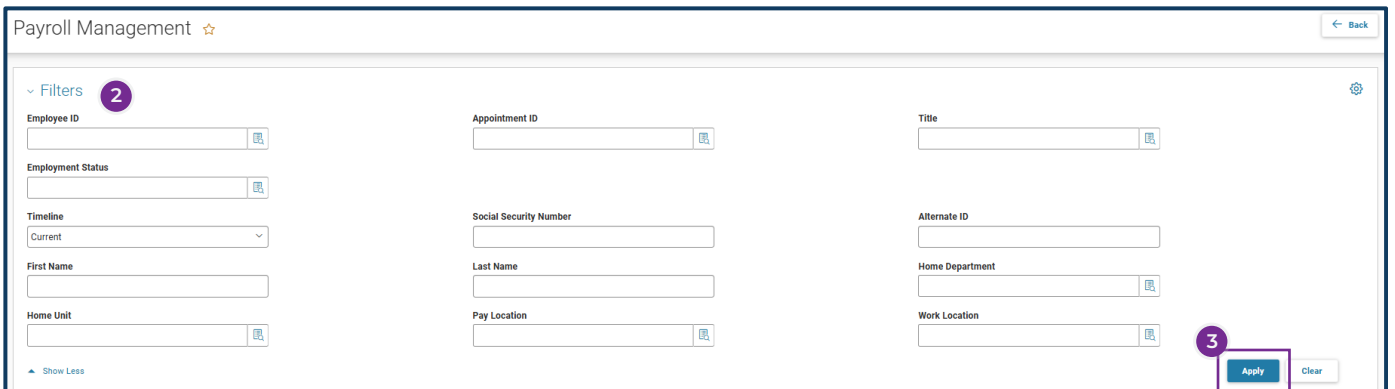 Payroll Management
Back
Filters 2
Employee ID Appointment ID Title
Employment Status
Timeline Social Security Number Alternate ID
Current
First Name Last Name Home Department
Home Unit Pay Location Work Location
3
Show Less Apply Clear